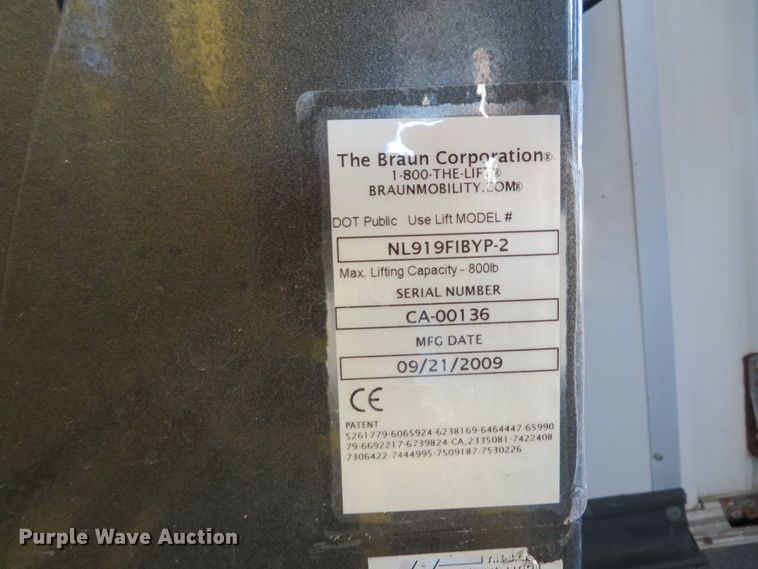 The Braun Corporation®
1-800-THE-LIFT®
BRAUNMOBILITY.COM®
DOT Public Use Lift MODEL #
NL919FIBYP-2
Max. Lifting Capacity - 800lb
SERIAL NUMBER
CA-00136
MFG DATE
09/21/2009
CE
PATENT
5261779-6065924-6238169-6464447-65990
79-6692217-6739824-CA_2335081-7422408
7306422-7444995-7509187-7530226
Purple Wave Auction